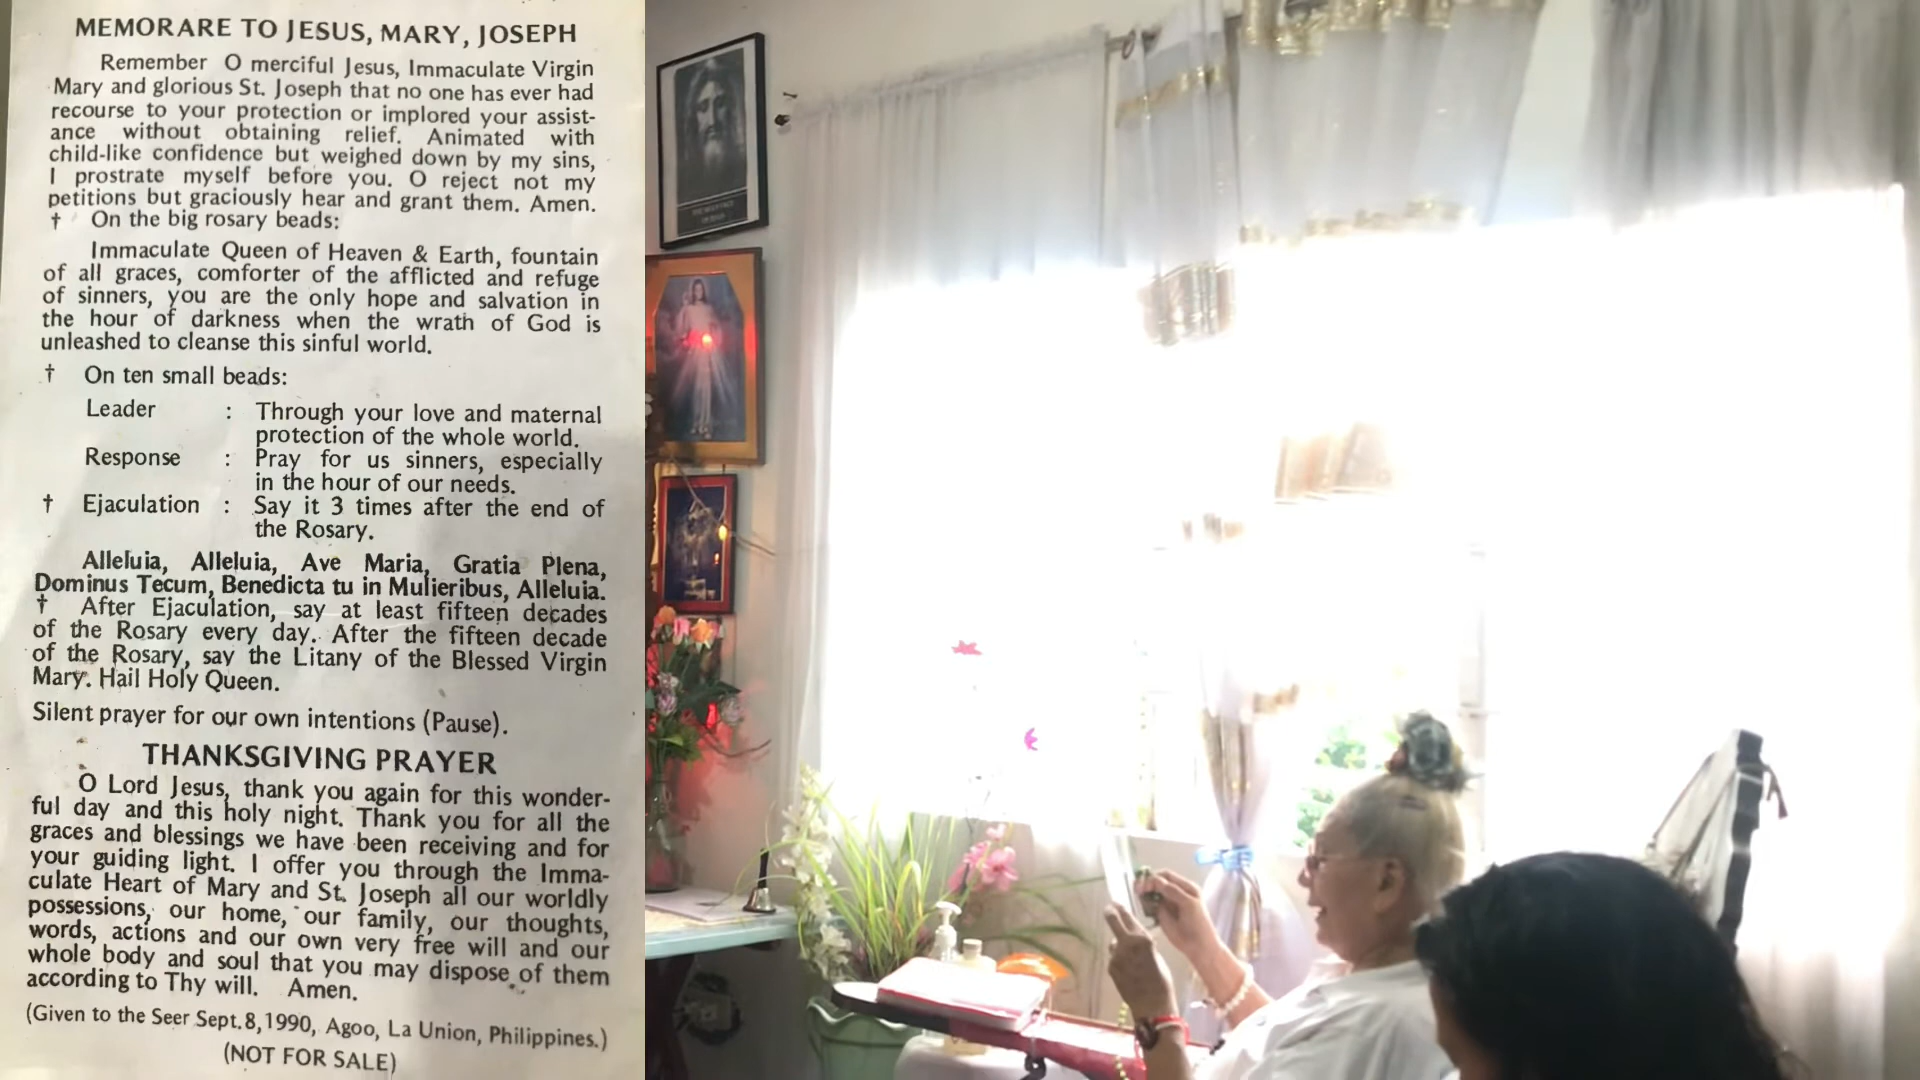 MEMORARE TO JESUS, MARY, JOSEPH
Remember O merciful Jesus, Immaculate Virgin
Mary and glorious St. Joseph that no one has ever had
recourse to your protection or implored your assist-
ance without obtaining relief. Animated with
child-like confidence but weighed down by my sins,
I prostrate myself before you. O reject not my
petitions but graciously hear and grant them. Amen.
† On the big rosary beads:
Immaculate Queen of Heaven & Earth, fountain
of all graces, comforter of the afflicted and refuge
of sinners, you are the only hope and salvation in
the hour of darkness when the wrath of God is
unleashed to cleanse this sinful world.
† On ten small beads:
Leader : Through your love and maternal
protection of the whole world.
Response : Pray for us sinners, especially
in the hour of our needs.
† Ejaculation : Say it 3 times after the end of
the Rosary.
Alleluia, Alleluia, Ave Maria, Gratia Plena,
Dominus Tecum, Benedicta tu in Mulieribus, Alleluia.
† After Ejaculation, say at least fifteen decades
of the Rosary every day. After the fifteen decade
of the Rosary, say the Litany of the Blessed Virgin
Mary. Hail Holy Queen.
Silent prayer for our own intentions (Pause).
THANKSGIVING PRAYER
O Lord Jesus, thank you again for this wonder-
ful day and this holy night. Thank you for all the
graces and blessings we have been receiving and for
your guiding light. I offer you through the Imma-
culate Heart of Mary and St. Joseph all our worldly
possessions, our home, our family, our thoughts,
words, actions and our own very free will and our
whole body and soul that you may dispose of them
according to Thy will. Amen.
(Given to the Seer Sept.8,1990, Agoo, La Union, Philippines.)
(NOT FOR SALE)